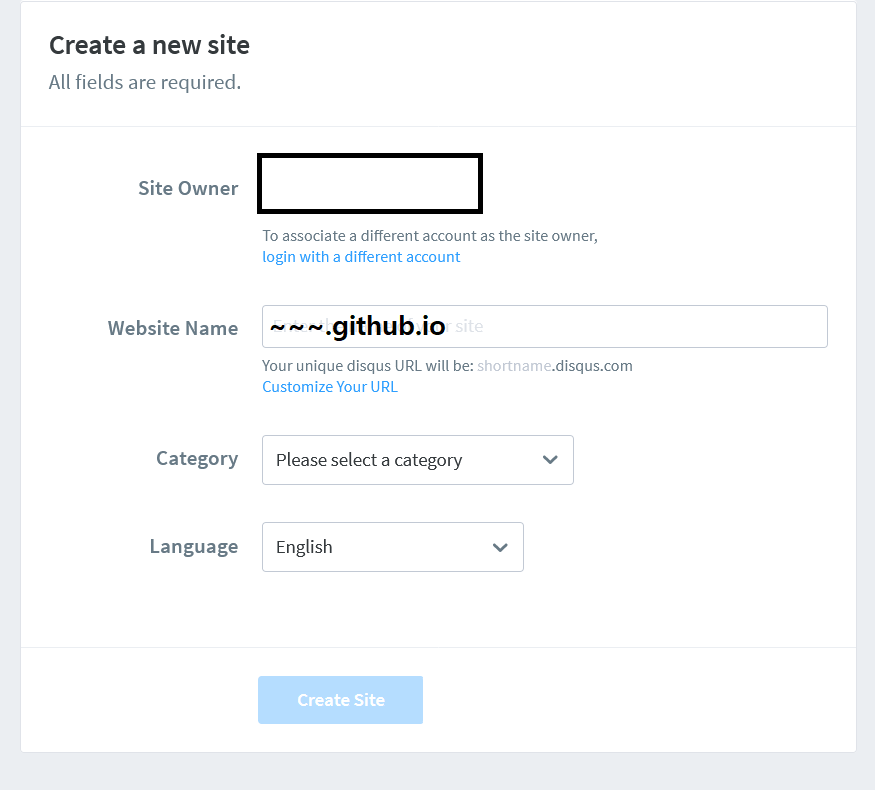 Create a new site
All fields are required.
Site Owner
To associate a different account as the site owner,
login with a different account
Website Name
~~~.github.io site
Your unique disqus URL will be: shortname.disqus.com
Customize Your URL
Category
Please select a category
Language
English
Create Site